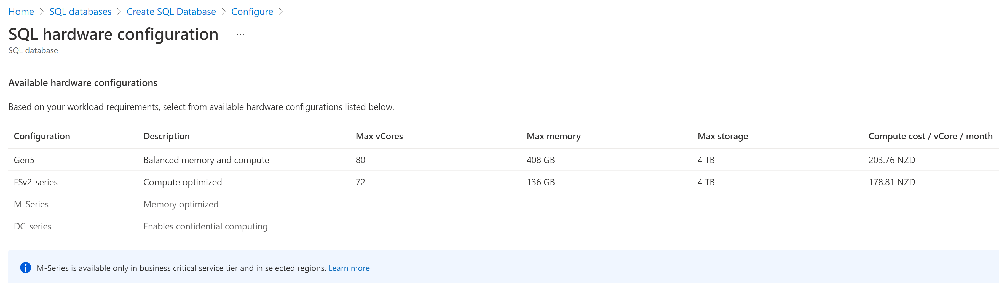 Home > SQL databases > Create SQL Database > Configure >
SQL hardware configuration ...
SQL database
Available hardware configurations
Based on your workload requirements, select from available hardware configurations listed below.
Configuration Description Max vCores Max memory Max storage Compute cost / vCore / month
Gen5 Balanced memory and compute 80 408 GB 4 TB 203.76 NZD
FSv2-series Compute optimized 72 136 GB 4 TB 178.81 NZD
M-Series Memory optimized -- -- -- --
DC-series Enables confidential computing -- -- -- --
M-Series is available only in business critical service tier and in selected regions. Learn more